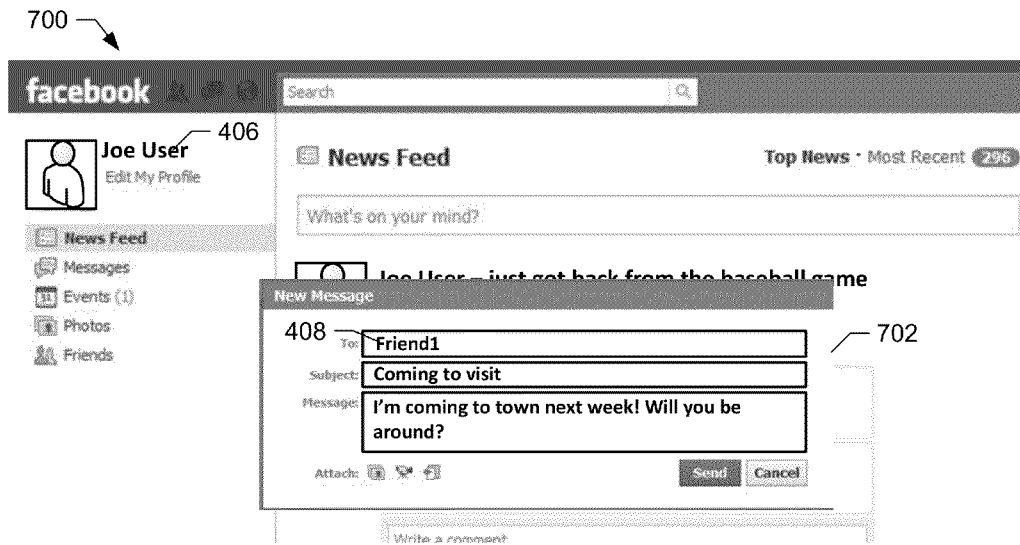 700
facebook
Search
406
Joe User
Edit My Profile
News Feed
Top News · Most Recent 296
What's on your mind?
News Feed
Messages
31 Events (1)
Photos
Friends
Joe User – just got back from the baseball game
New Message
408
To: Friend1
702
Subject: Coming to visit
Message: I'm coming to town next week! Will you be
around?
Attach:
Send Cancel
Write a comment